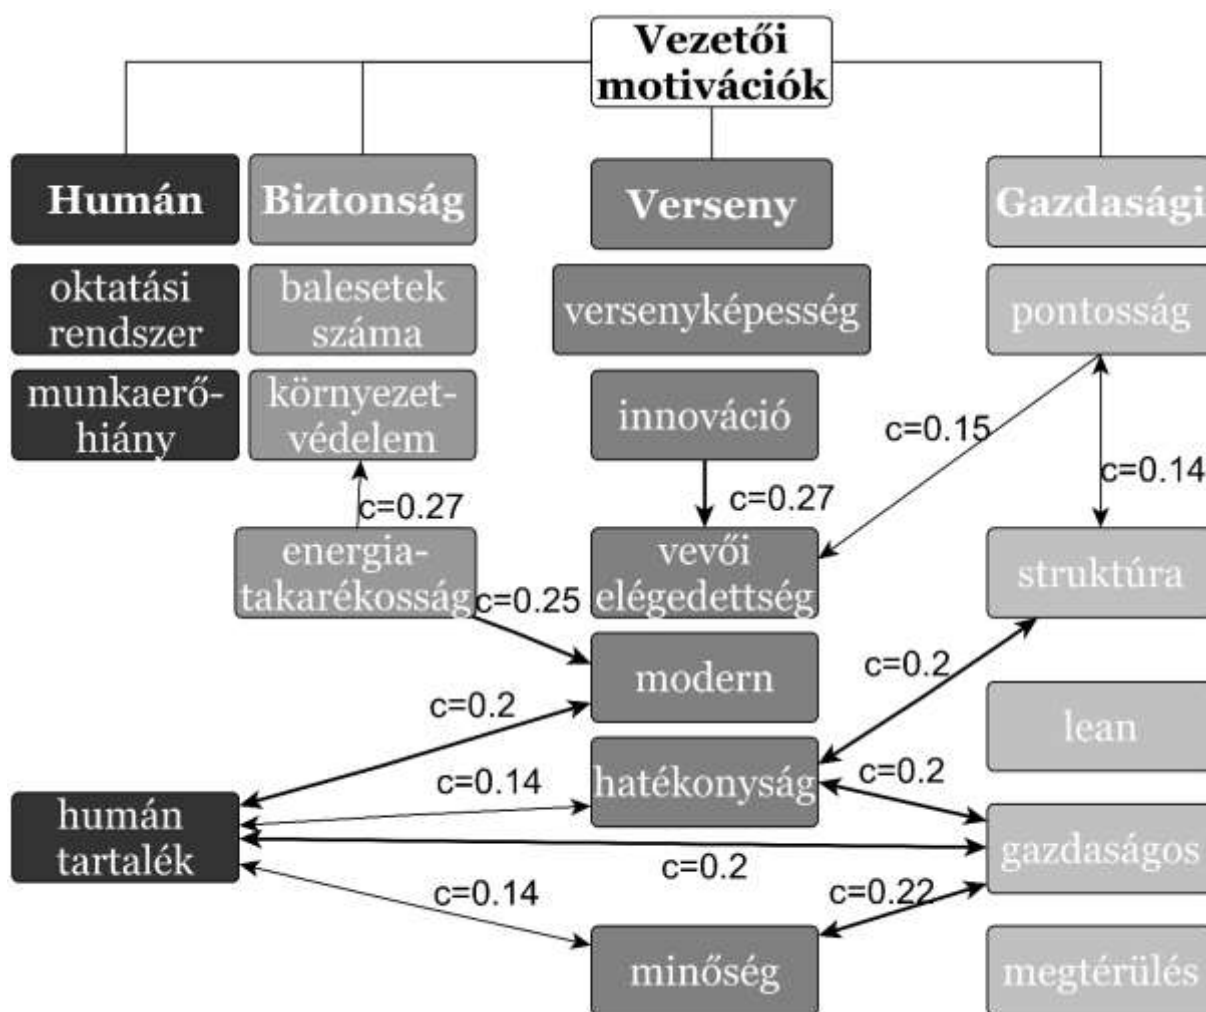 Vezetői
motivációk
Humán
Biztonság
Verseny
Gazdasági
oktatási
rendszer
balesetek
száma
versenyképesség
pontosság
munkaerő-
hiány
környezet-
védelem
innováció
c=0.15
c=0.14
c=0.27
c=0.27
energia-
takarékosság
vevői
elégedettség
struktúra
c=0.25
modern
c=0.2
c=0.2
lean
hatékonyság
c=0.2
c=0.14
humán
tartalék
gazdaságos
c=0.2
c=0.14
c=0.22
minőség
megtérülés